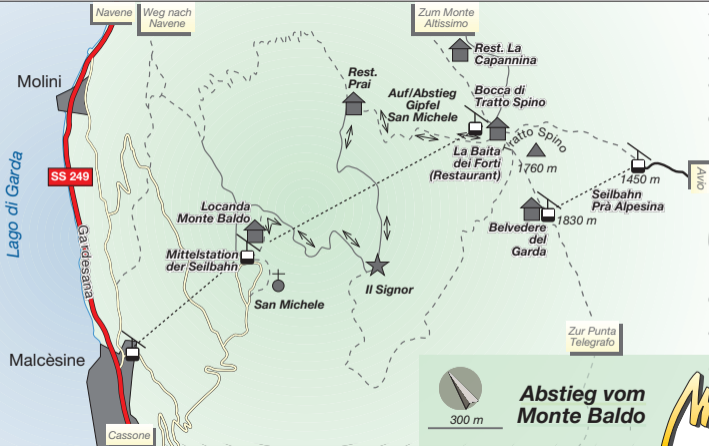 Navene
Weg nach
Navene
Zum Monte
Altissimo
Molini
Rest. La
Capannina
Rest.
Prai
Auf/Abstieg
Gipfel
San Michele
Bocca di
Tratto Spino
Tratto Spino
La Baita
dei Forti
(Restaurant)
1760 m
1450 m
Seilbahn
Prà Alpesina
Avio
SS 249
Lago di Garda
Gardesana
Locanda
Monte Baldo
1830 m
Belvedere
del
Garda
Mittelstation
der Seilbahn
San Michele
Il Signor
Zur Punta
Telegrafo
Malcèsine
Cassone
300 m
Abstieg vom
Monte Baldo